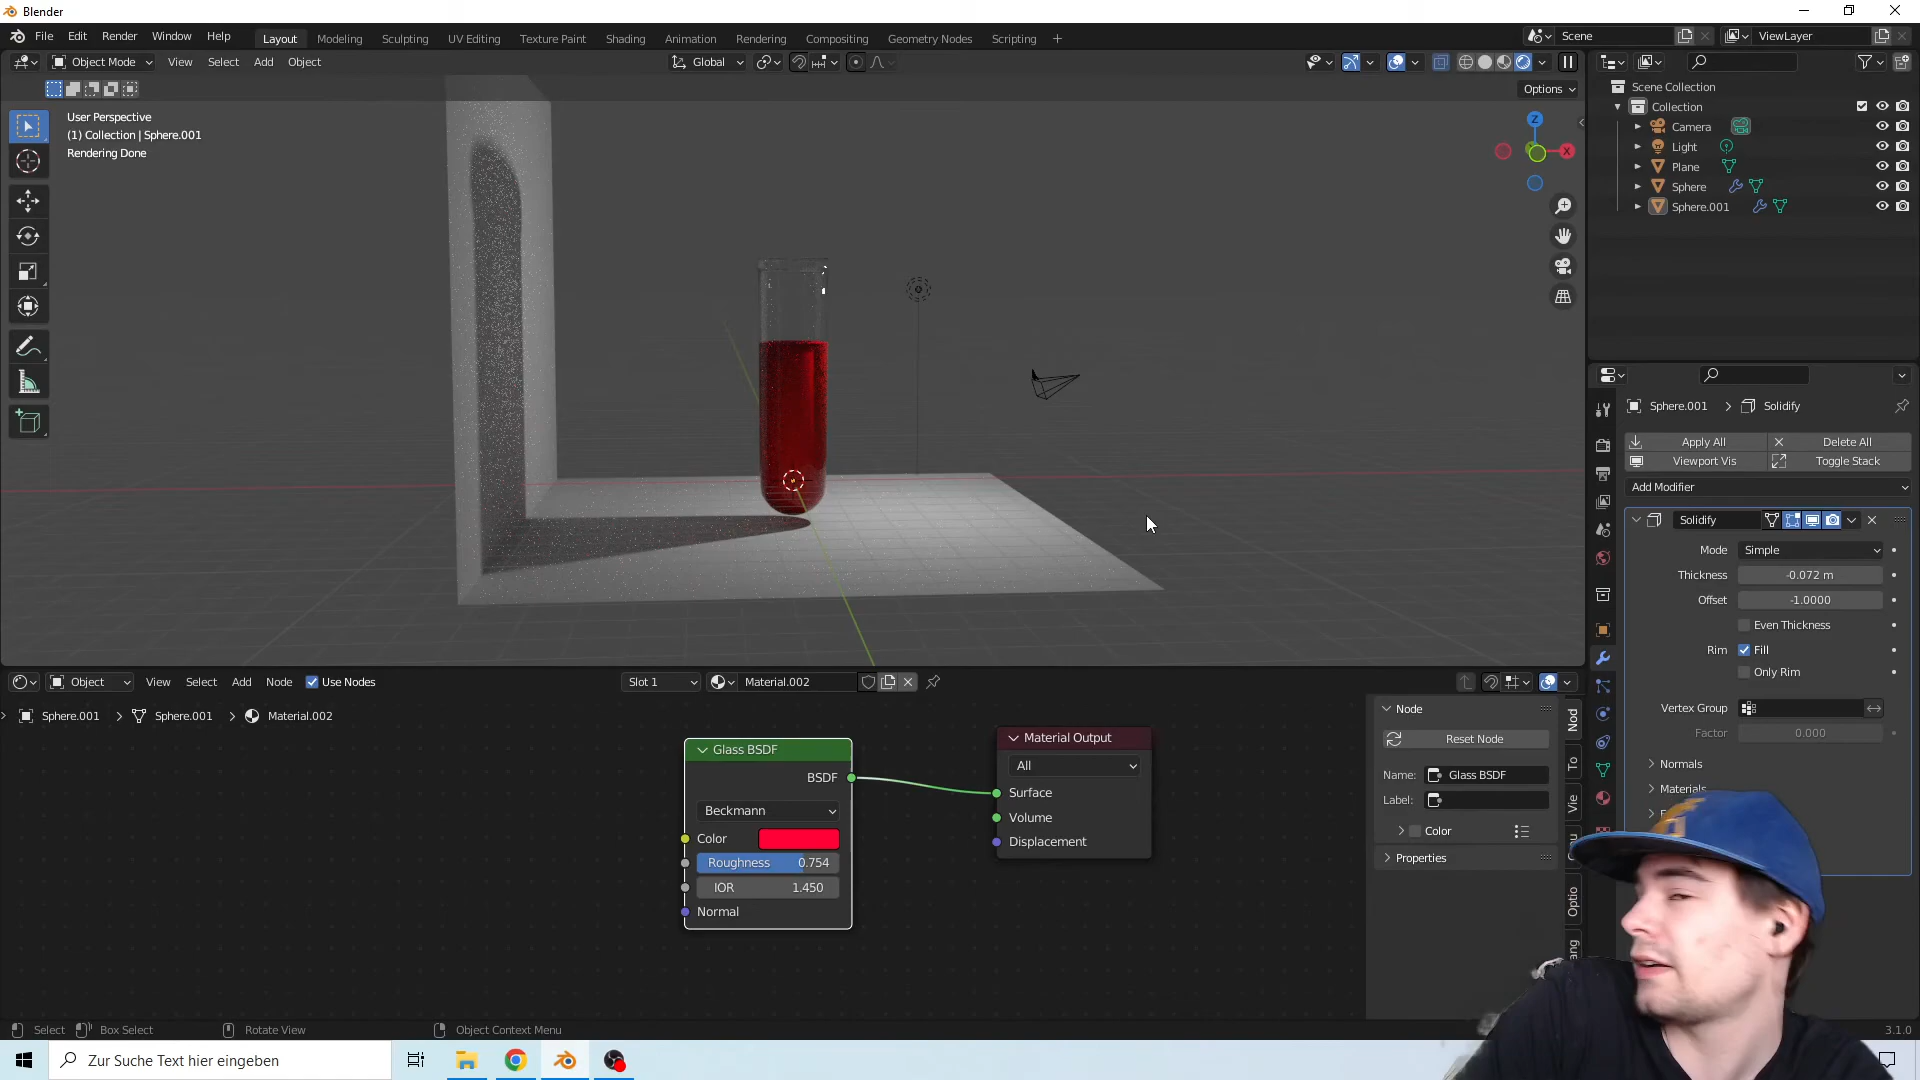 Blender
File Edit Render Window Help
Layout Modeling Sculpting UV Editing Texture Paint Shading Animation Rendering Compositing Geometry Nodes Scripting +
Scene ViewLayer
Object Mode View Select Add Object Global
Options
User Perspective
(1) Collection | Sphere.001
Rendering Done
Z
X
Scene Collection
Collection
Camera
Light
Plane
Sphere
Sphere.001
Sphere.001 > Solidify
Apply All Delete All
Viewport Vis Toggle Stack
Add Modifier
Solidify
Mode Simple
Thickness -0.072 m
Offset -1.0000
Even Thickness
Rim Fill
Only Rim
Vertex Group
Factor 0.000
Normals
Materials
Object View Select Add Node Use Nodes Slot 1 Material.002
Sphere.001 > Sphere.001 > Material.002
Glass BSDF
BSDF
Beckmann
Color
Roughness 0.754
IOR 1.450
Normal
Material Output
All
Surface
Volume
Displacement
Node
Reset Node
Name: Glass BSDF
Label:
Color
Properties
Nod
To
Vie
Optio
Select Box Select Rotate View Object Context Menu 3.1.0
Zur Suche Text hier eingeben